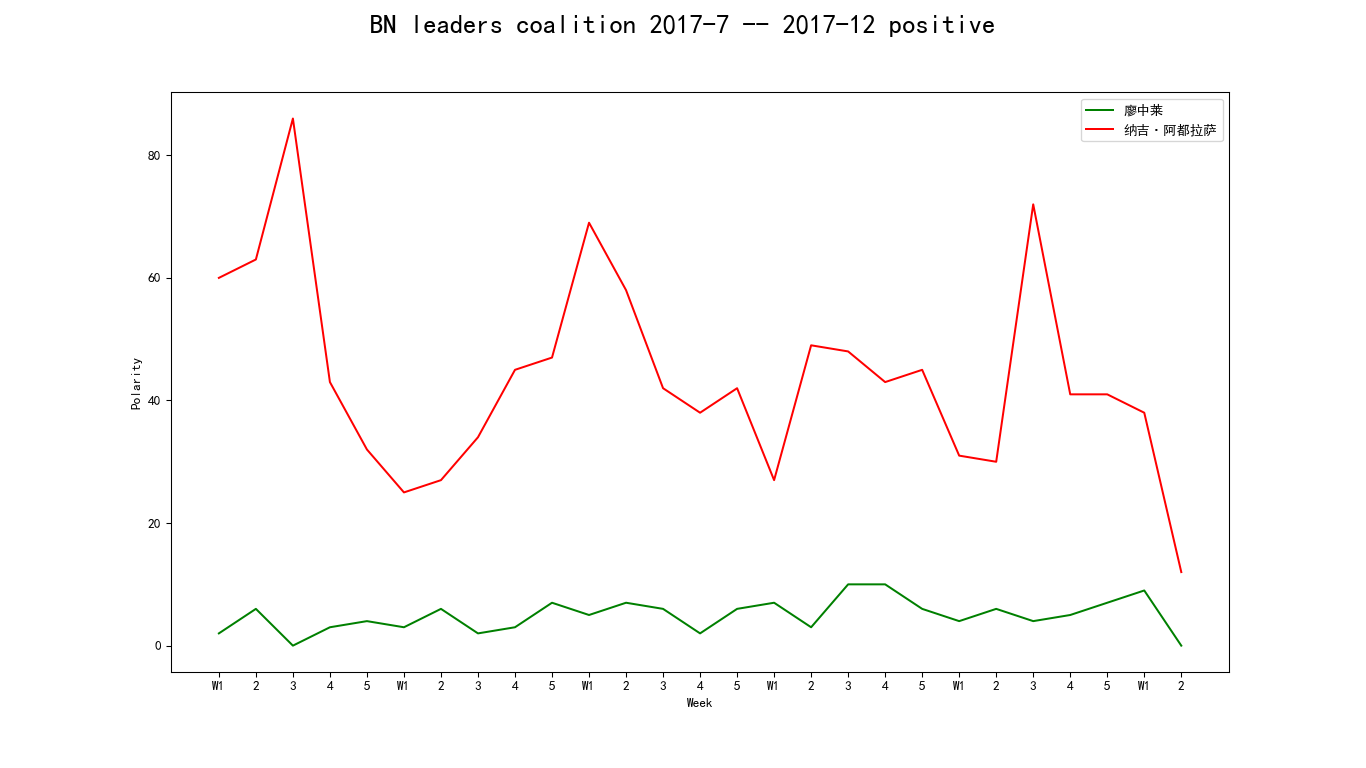 BN leaders coalition 2017-7 -- 2017-12 positive
廖中莱
纳吉·阿都拉萨
80
60
40
20
0
Polarity
W1 2 3 4 5 W1 2 3 4 5 W1 2 3 4 5 W1 2 3 4 5 W1 2 3 4 5 W1 2
Week